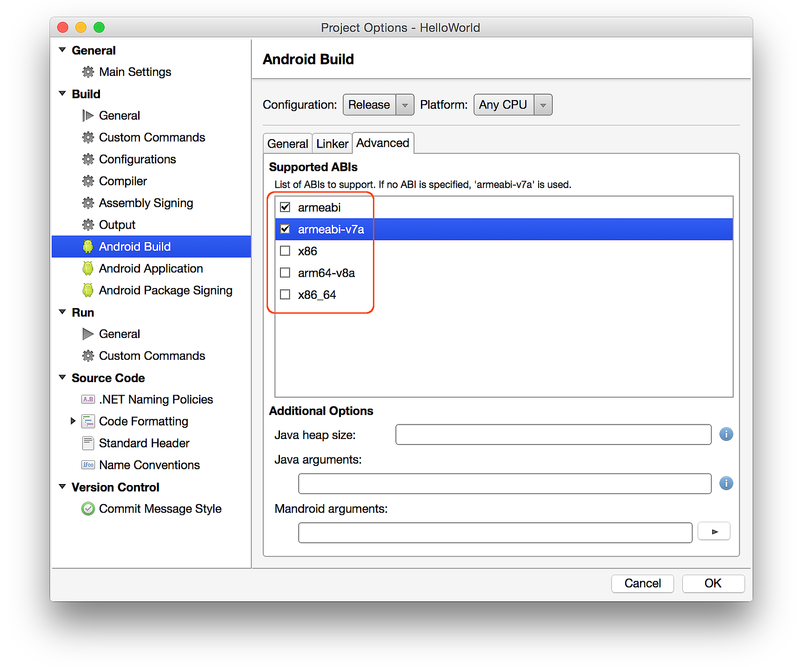 Project Options - HelloWorld
General
Main Settings
Build
General
Custom Commands
Configurations
Compiler
Assembly Signing
Output
Android Build
Android Application
Android Package Signing
Run
General
Custom Commands
Source Code
.NET Naming Policies
Code Formatting
Standard Header
Name Conventions
Version Control
Commit Message Style
Android Build
Configuration: Release Platform: Any CPU
General Linker Advanced
Supported ABIs
List of ABIs to support. If no ABI is specified, 'armeabi-v7a' is used.
armeabi
armeabi-v7a
x86
arm64-v8a
x86_64
Additional Options
Java heap size:
Java arguments:
Mandroid arguments:
Cancel OK